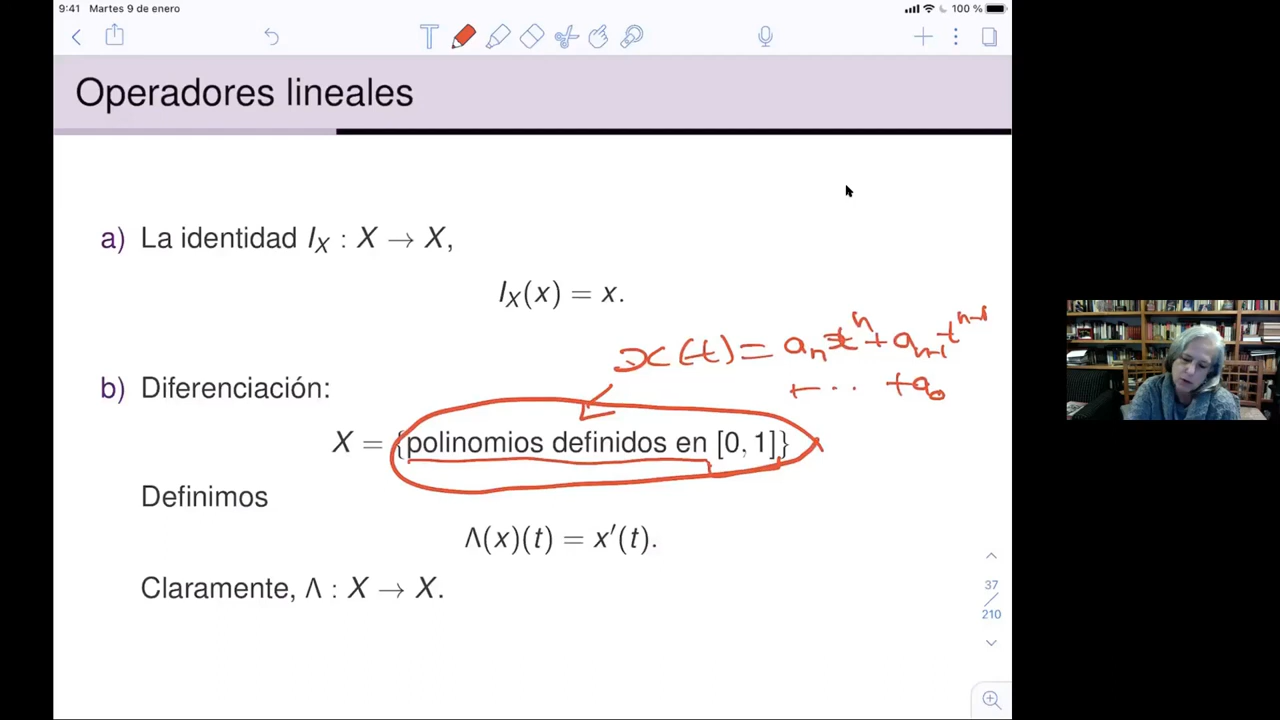 9:41 Martes 9 de enero
100 %
Operadores lineales
a) La identidad I_X : X → X,
I_X(x) = x.
x(t) = a_n t^n + a_{n-1} t^{n-1}
+ ... + a_0
b) Diferenciación:
X = {polinomios definidos en [0, 1]}
Definimos
Λ(x)(t) = x′(t).
Claramente, Λ : X → X.
37
210